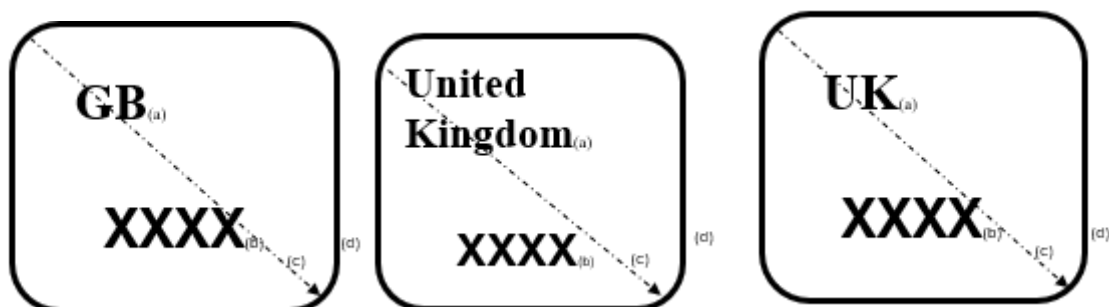 GB(a)
XXXX(b)
(c)
(d)
United
Kingdom(a)
XXXX(b)
(c)
(d)
UK(a)
XXXX(b)
(c)
(d)